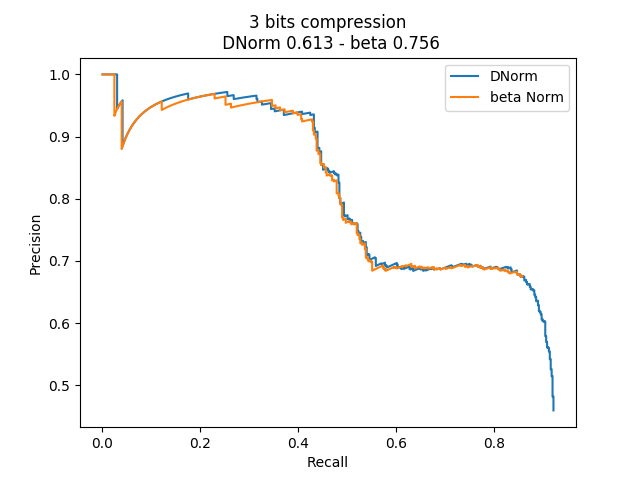 3 bits compression
DNorm 0.613 - beta 0.756
DNorm
beta Norm
1.0
0.9
0.8
0.7
0.6
0.5
Precision
0.0 0.2 0.4 0.6 0.8
Recall